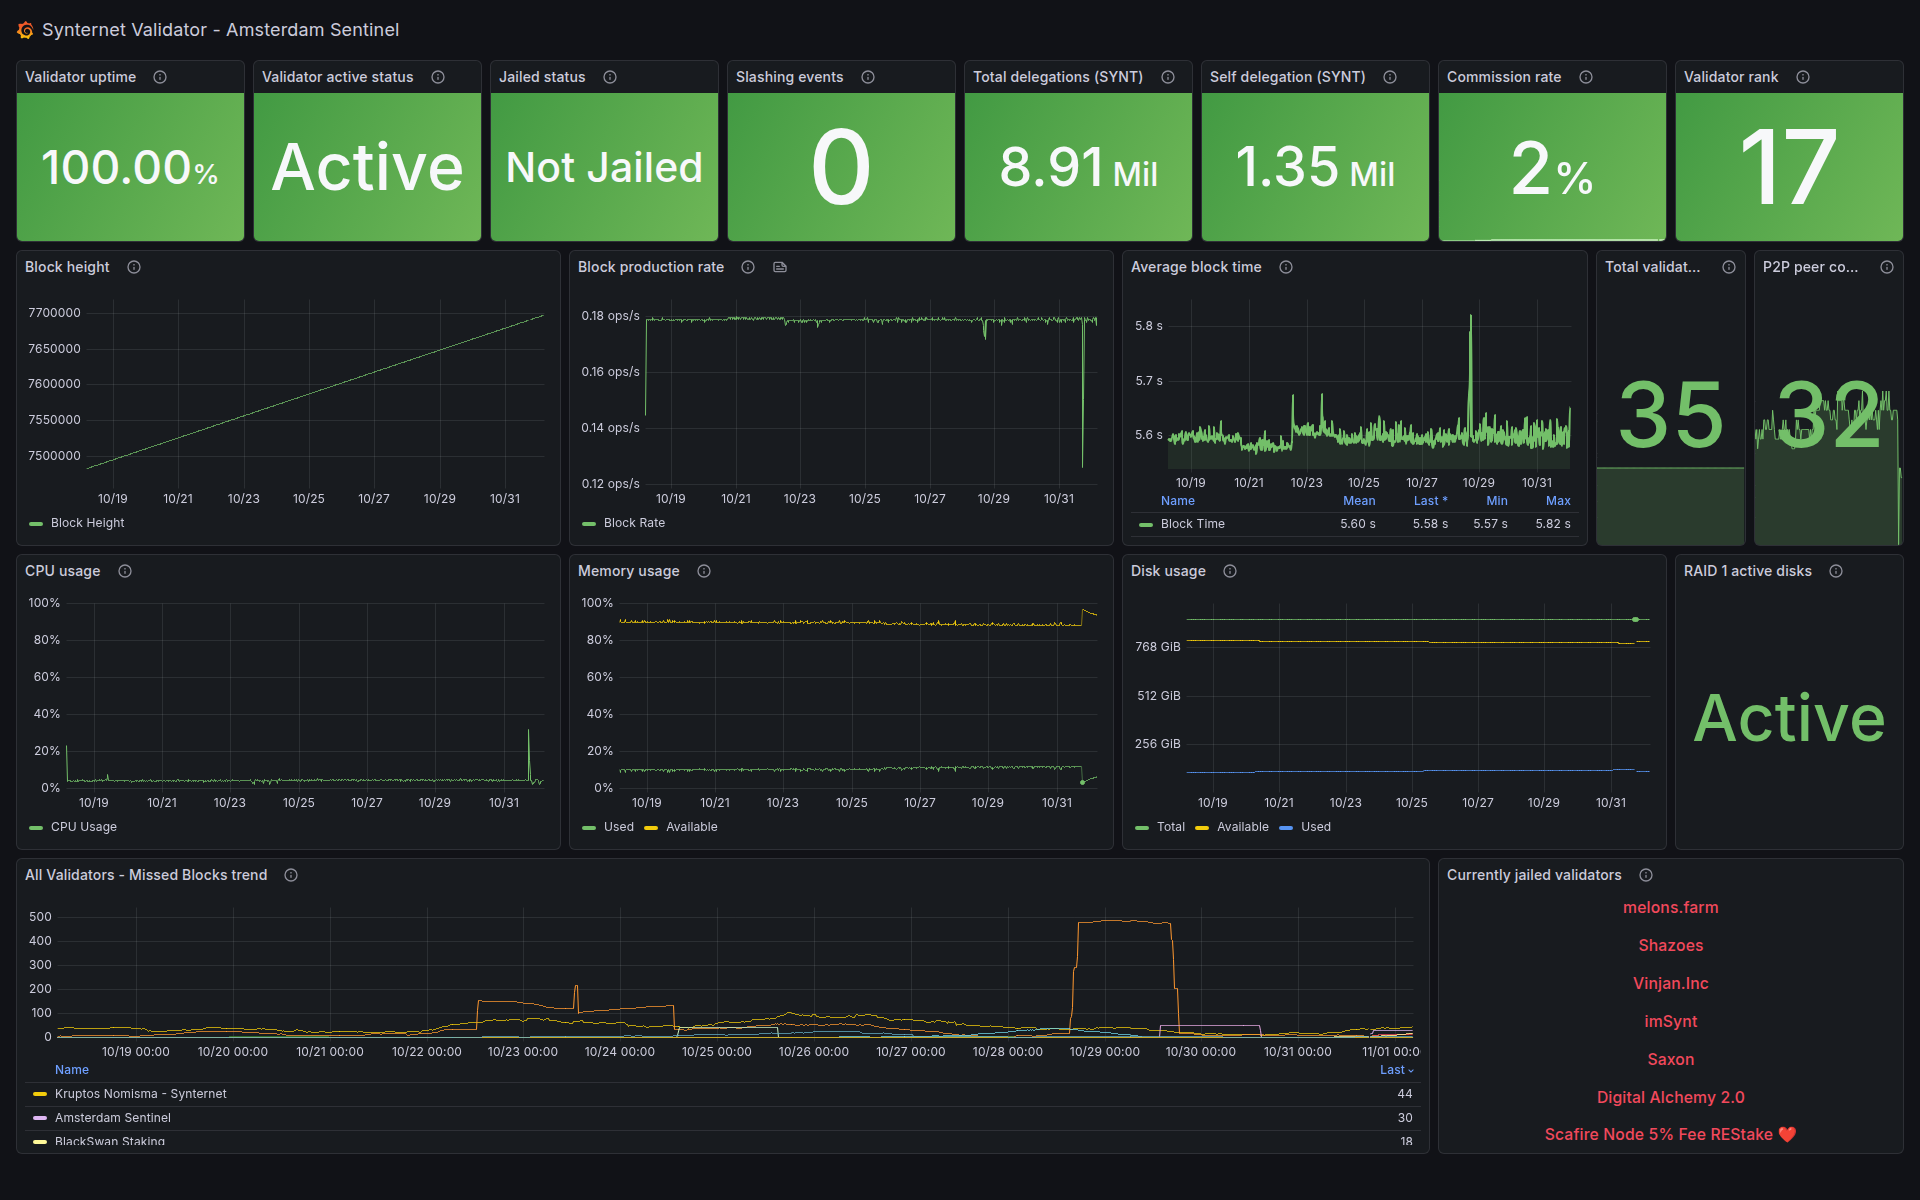 Synternet Validator - Amsterdam Sentinel
Validator uptime
100.00%
Validator active status
Active
Jailed status
Not Jailed
Slashing events
0
Total delegations (SYNT)
8.91 Mil
Self delegation (SYNT)
1.35 Mil
Commission rate
2%
Validator rank
17
Block height
7700000
7650000
7600000
7550000
7500000
10/19 10/21 10/23 10/25 10/27 10/29 10/31
Block Height
Block production rate
0.18 ops/s
0.16 ops/s
0.14 ops/s
0.12 ops/s
10/19 10/21 10/23 10/25 10/27 10/29 10/31
Block Rate
Average block time
5.8 s
5.7 s
5.6 s
10/19 10/21 10/23 10/25 10/27 10/29 10/31
Name Mean Last * Min Max
Block Time 5.60 s 5.58 s 5.57 s 5.82 s
Total validat...
35
P2P peer co...
32
CPU usage
100%
80%
60%
40%
20%
0%
10/19 10/21 10/23 10/25 10/27 10/29 10/31
CPU Usage
Memory usage
100%
80%
60%
40%
20%
0%
10/19 10/21 10/23 10/25 10/27 10/29 10/31
Used Available
Disk usage
768 GiB
512 GiB
256 GiB
10/19 10/21 10/23 10/25 10/27 10/29 10/31
Total Available Used
RAID 1 active disks
Active
All Validators - Missed Blocks trend
500
400
300
200
100
0
10/19 00:00 10/20 00:00 10/21 00:00 10/22 00:00 10/23 00:00 10/24 00:00 10/25 00:00 10/26 00:00 10/27 00:00 10/28 00:00 10/29 00:00 10/30 00:00 10/31 00:00 11/01 00:0
Name Last
Kruptos Nomisma - Synternet 44
Amsterdam Sentinel 30
BlackSwan Staking 18
Currently jailed validators
melons.farm
Shazoes
Vinjan.Inc
imSynt
Saxon
Digital Alchemy 2.0
Scafire Node 5% Fee REStake ❤️